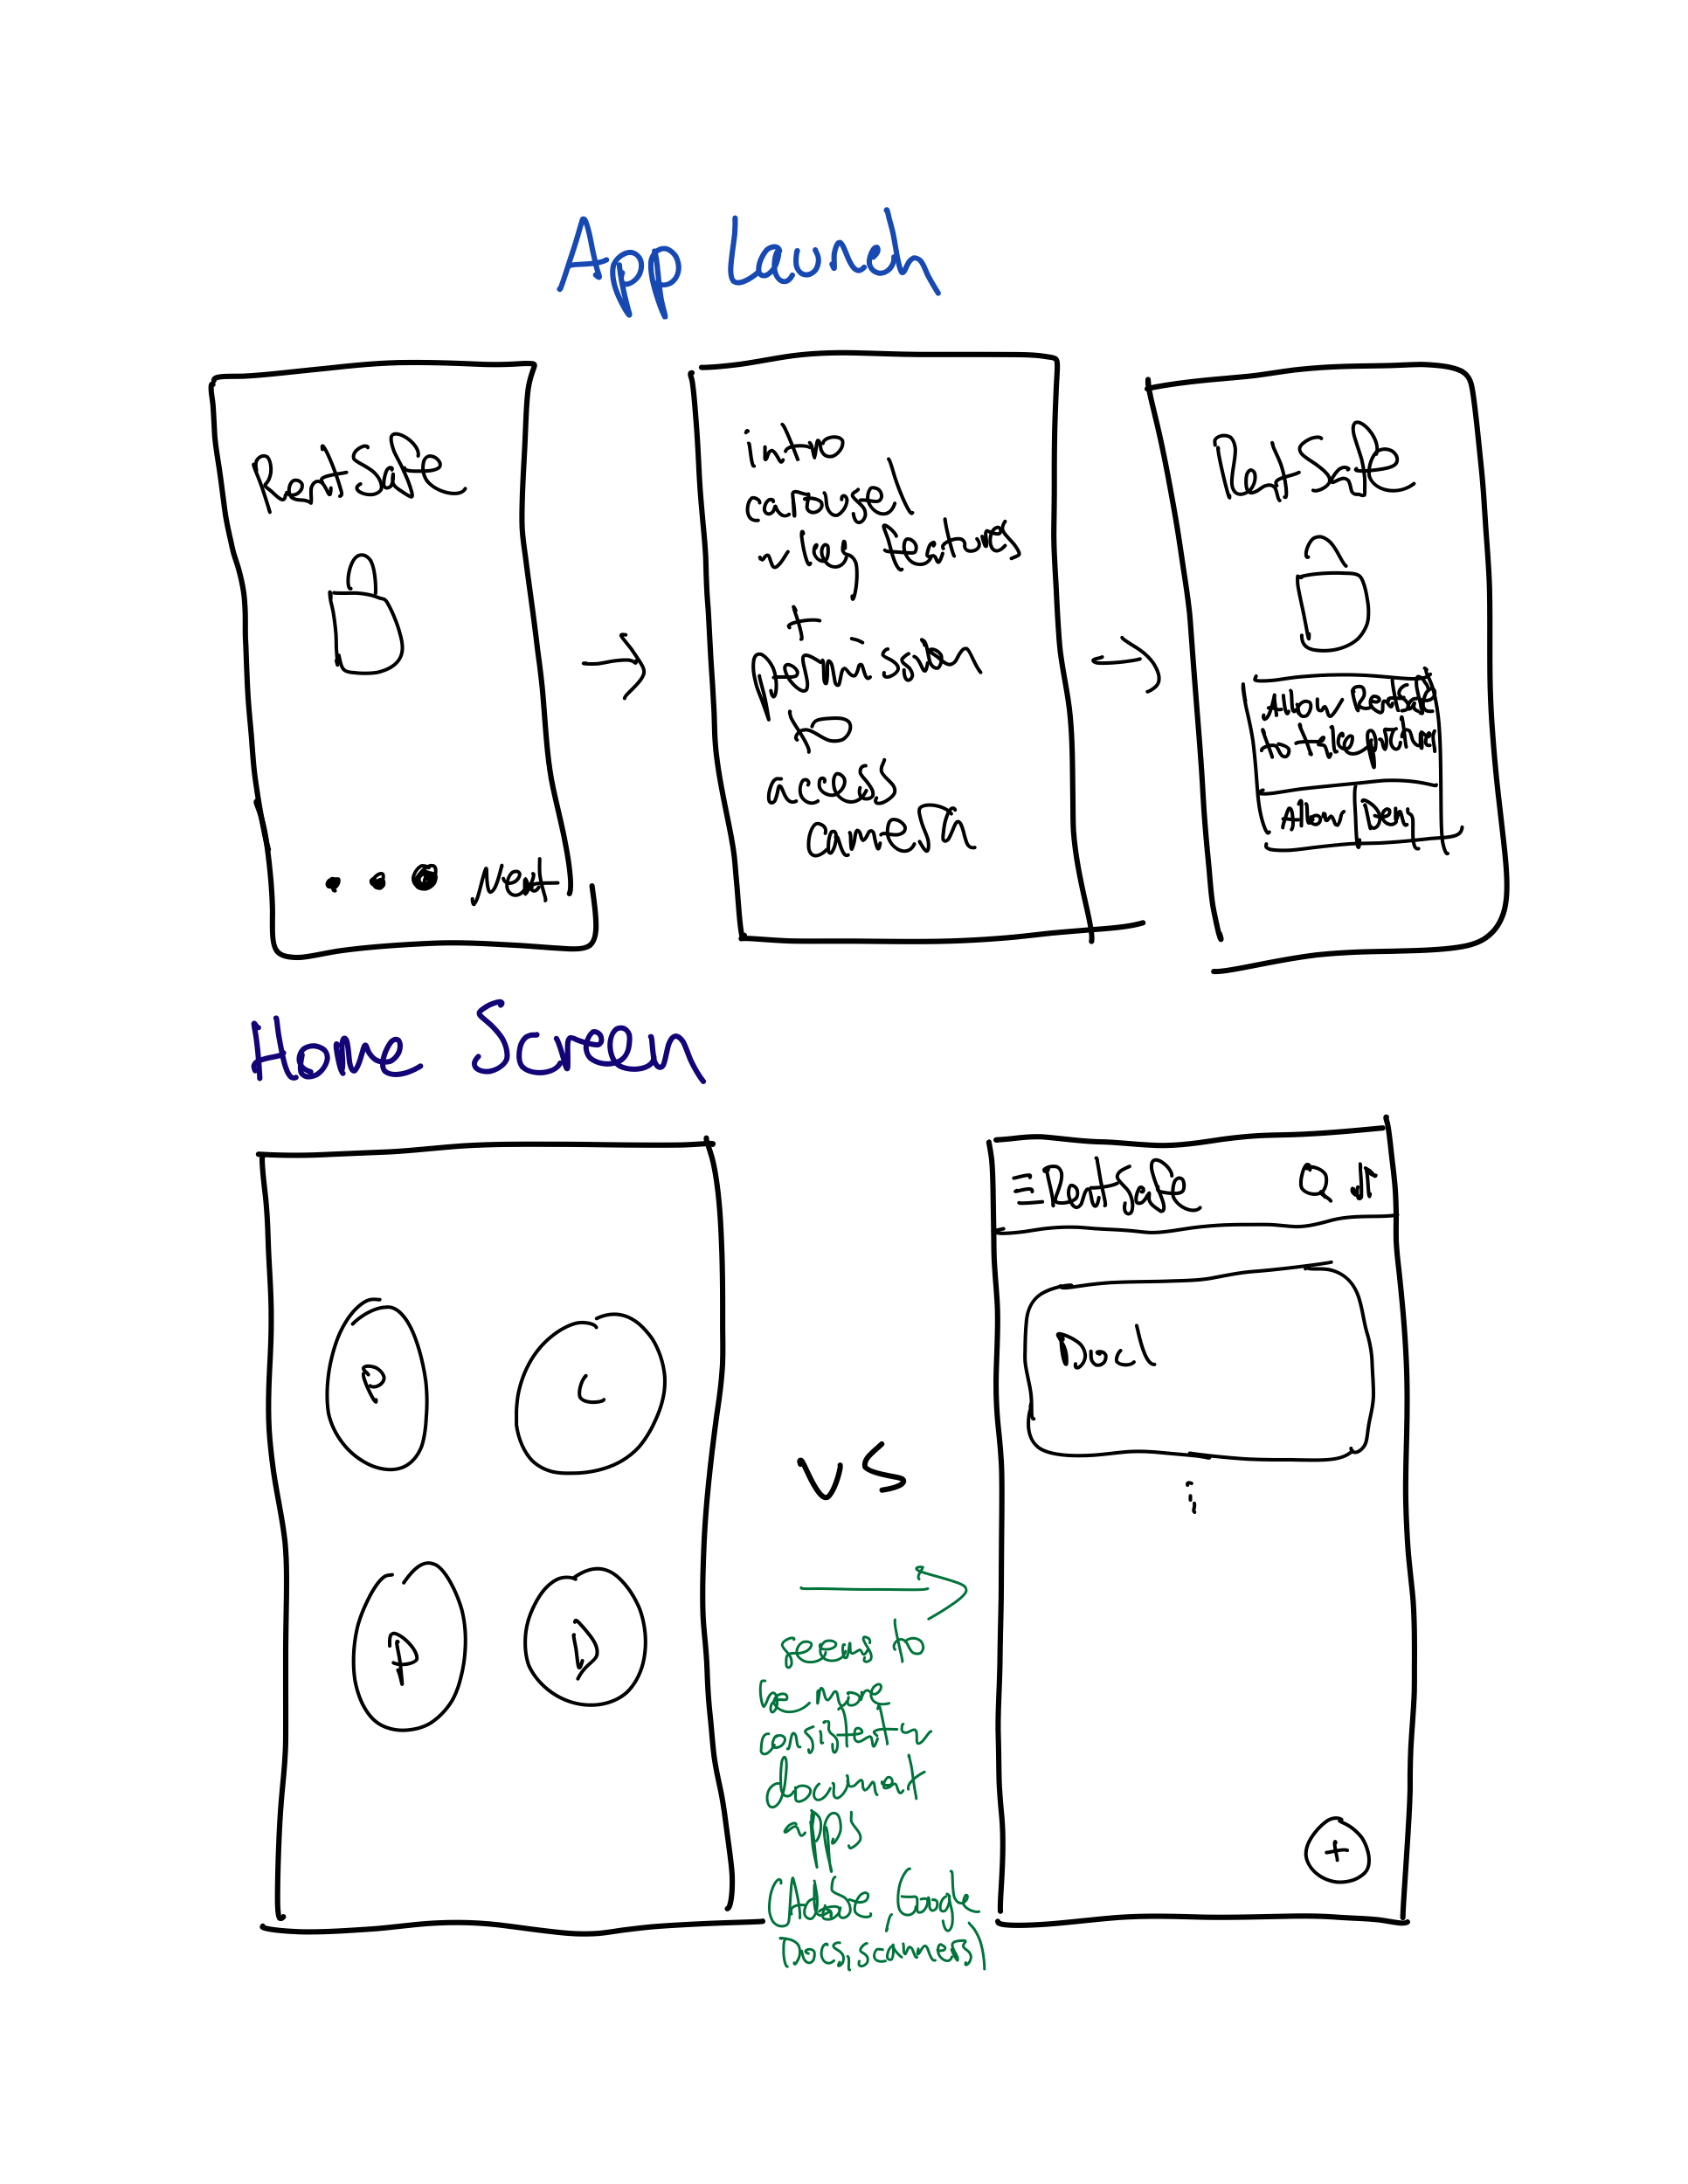 App Launch
RentSafe
Next
intro
carousel
w key features
+
permission
to
access
camera
RentSafe
Allow RentSafe
to take pictures
Allow Deny
Home Screen
P C
P D
vs
seems to
be more
consistent w
document
apps
(Adobe, Google
Docs, scanners)
RentSafe
Doc1
+